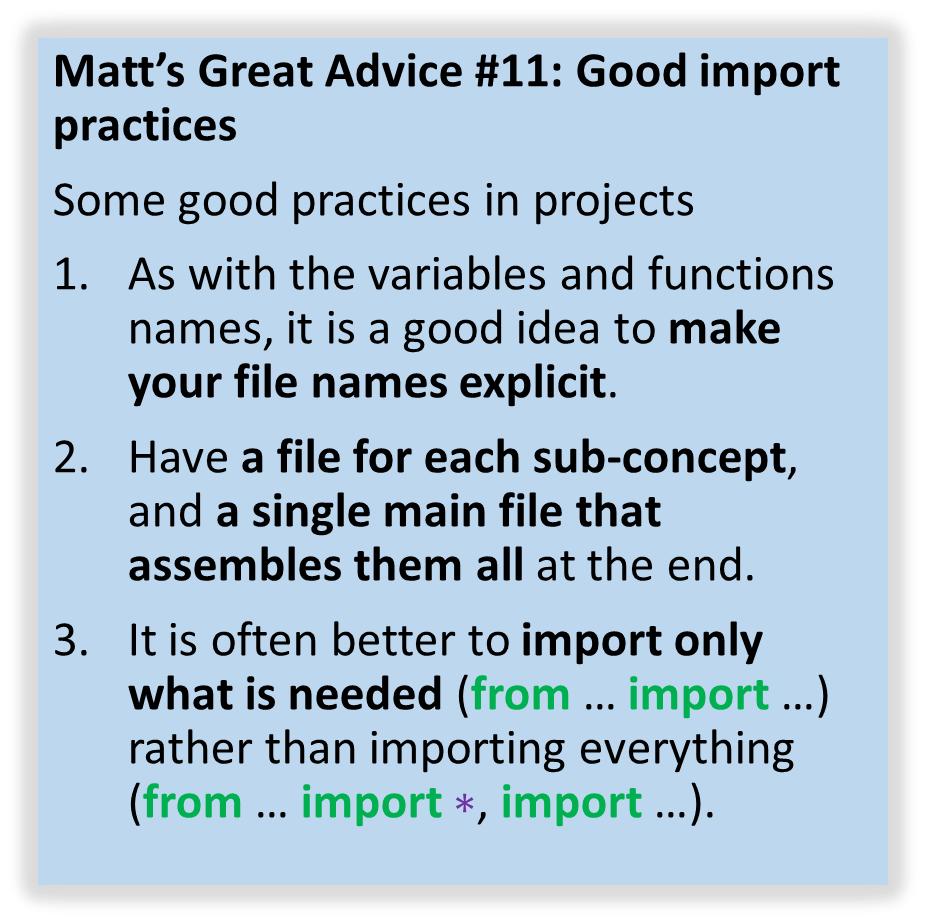 Matt’s Great Advice #11: Good import
practices
Some good practices in projects
1. As with the variables and functions
names, it is a good idea to make
your file names explicit.
2. Have a file for each sub-concept,
and a single main file that
assembles them all at the end.
3. It is often better to import only
what is needed (from … import …)
rather than importing everything
(from … import *, import …).